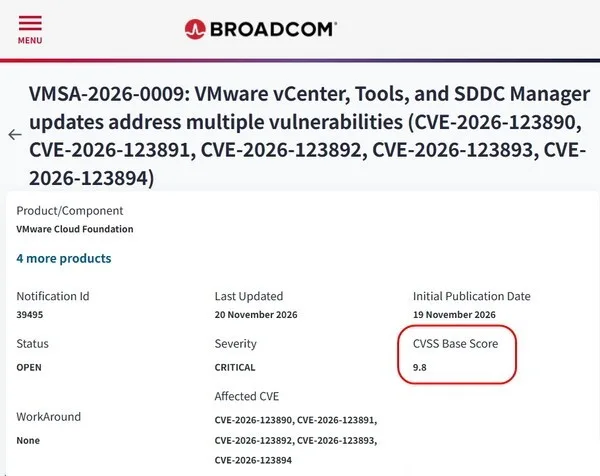 MENU
BROADCOM
VMSA-2026-0009: VMware vCenter, Tools, and SDDC Manager
updates address multiple vulnerabilities (CVE-2026-123890,
CVE-2026-123891, CVE-2026-123892, CVE-2026-123893, CVE-
2026-123894)
Product/Component
VMware Cloud Foundation
4 more products
Notification Id
39495
Last Updated
20 November 2026
Initial Publication Date
19 November 2026
Status
OPEN
Severity
CRITICAL
CVSS Base Score
9.8
WorkAround
None
Affected CVE
CVE-2026-123890, CVE-2026-123891,
CVE-2026-123892, CVE-2026-123893,
CVE-2026-123894